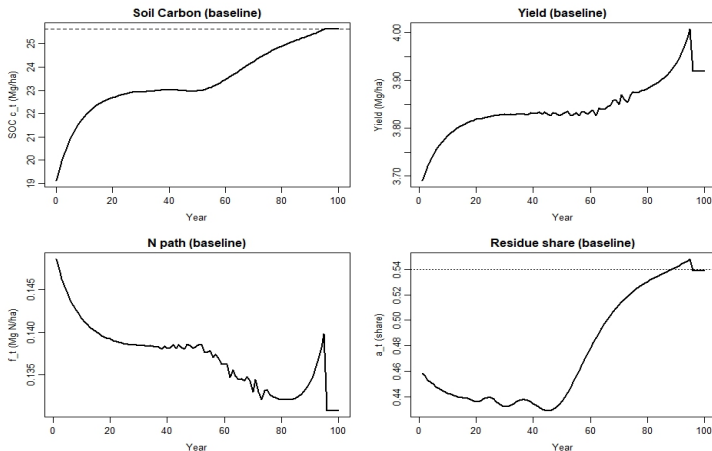 Soil Carbon (baseline)
SOC c_t (Mg/ha)
19 20 21 22 23 24 25
0 20 40 60 80 100
Year
Yield (baseline)
Yield (Mg/ha)
3.70 3.80 3.90 4.00
0 20 40 60 80 100
Year
N path (baseline)
f_t (Mg N/ha)
0.135 0.140 0.145
0 20 40 60 80 100
Year
Residue share (baseline)
a_t (share)
0.44 0.46 0.48 0.50 0.52 0.54
0 20 40 60 80 100
Year